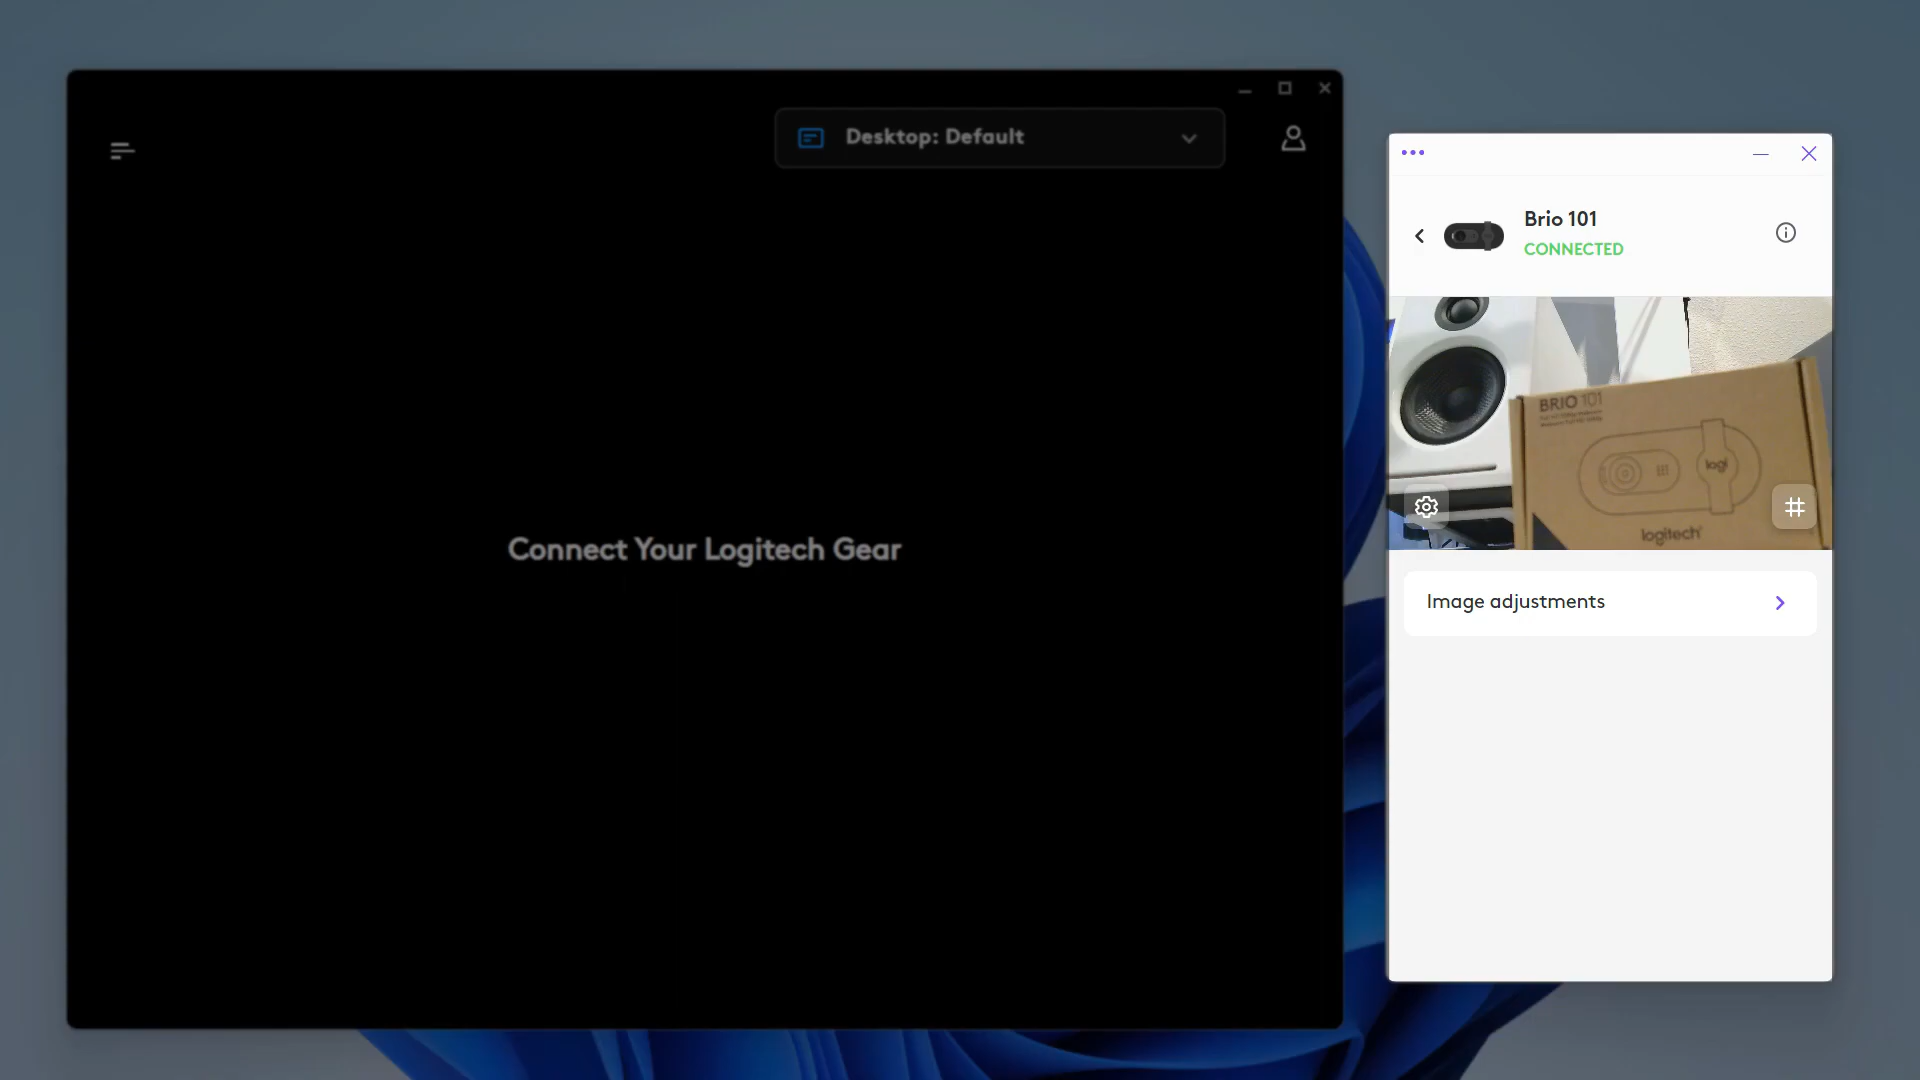 Desktop: Default
Connect Your Logitech Gear
Brio 101
CONNECTED
BRIO 101
logi
logitech
Image adjustments